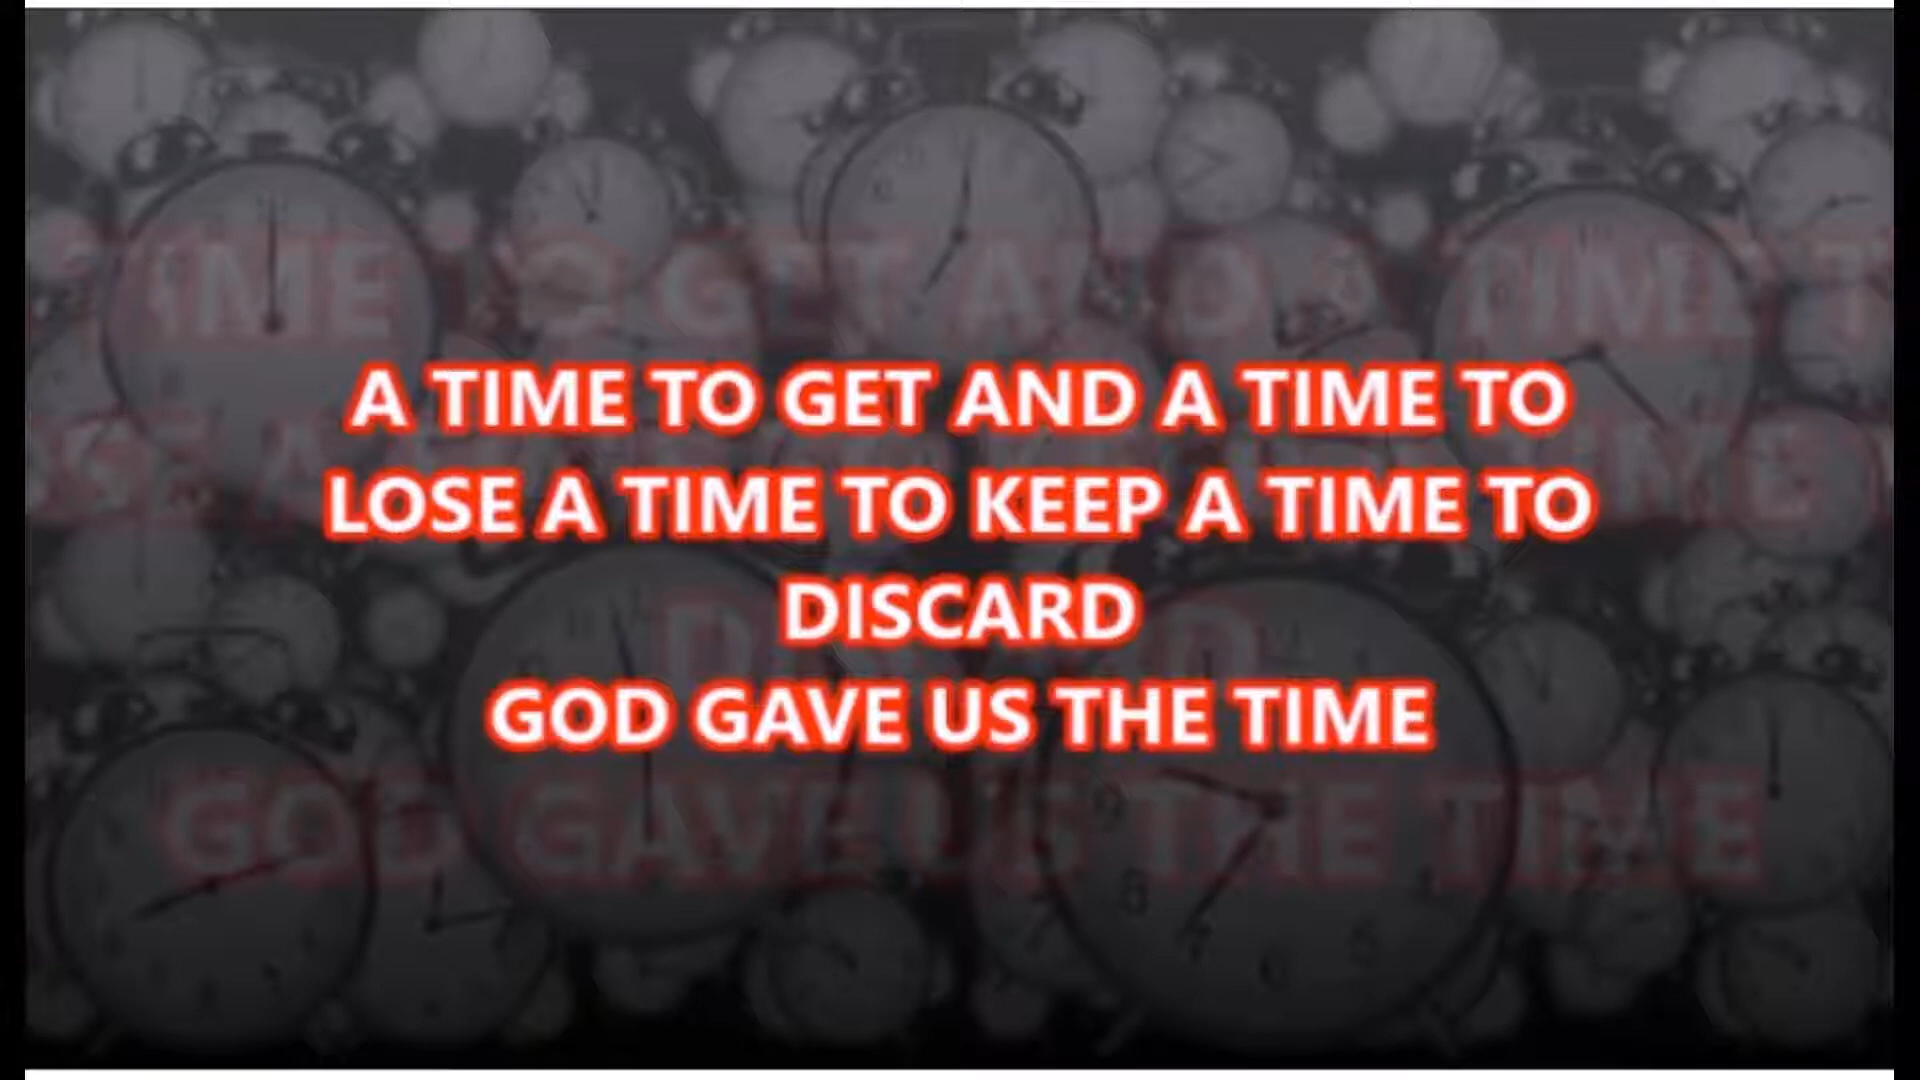 A TIME TO GET AND A TIME TO
LOSE A TIME TO KEEP A TIME TO
DISCARD
GOD GAVE US THE TIME